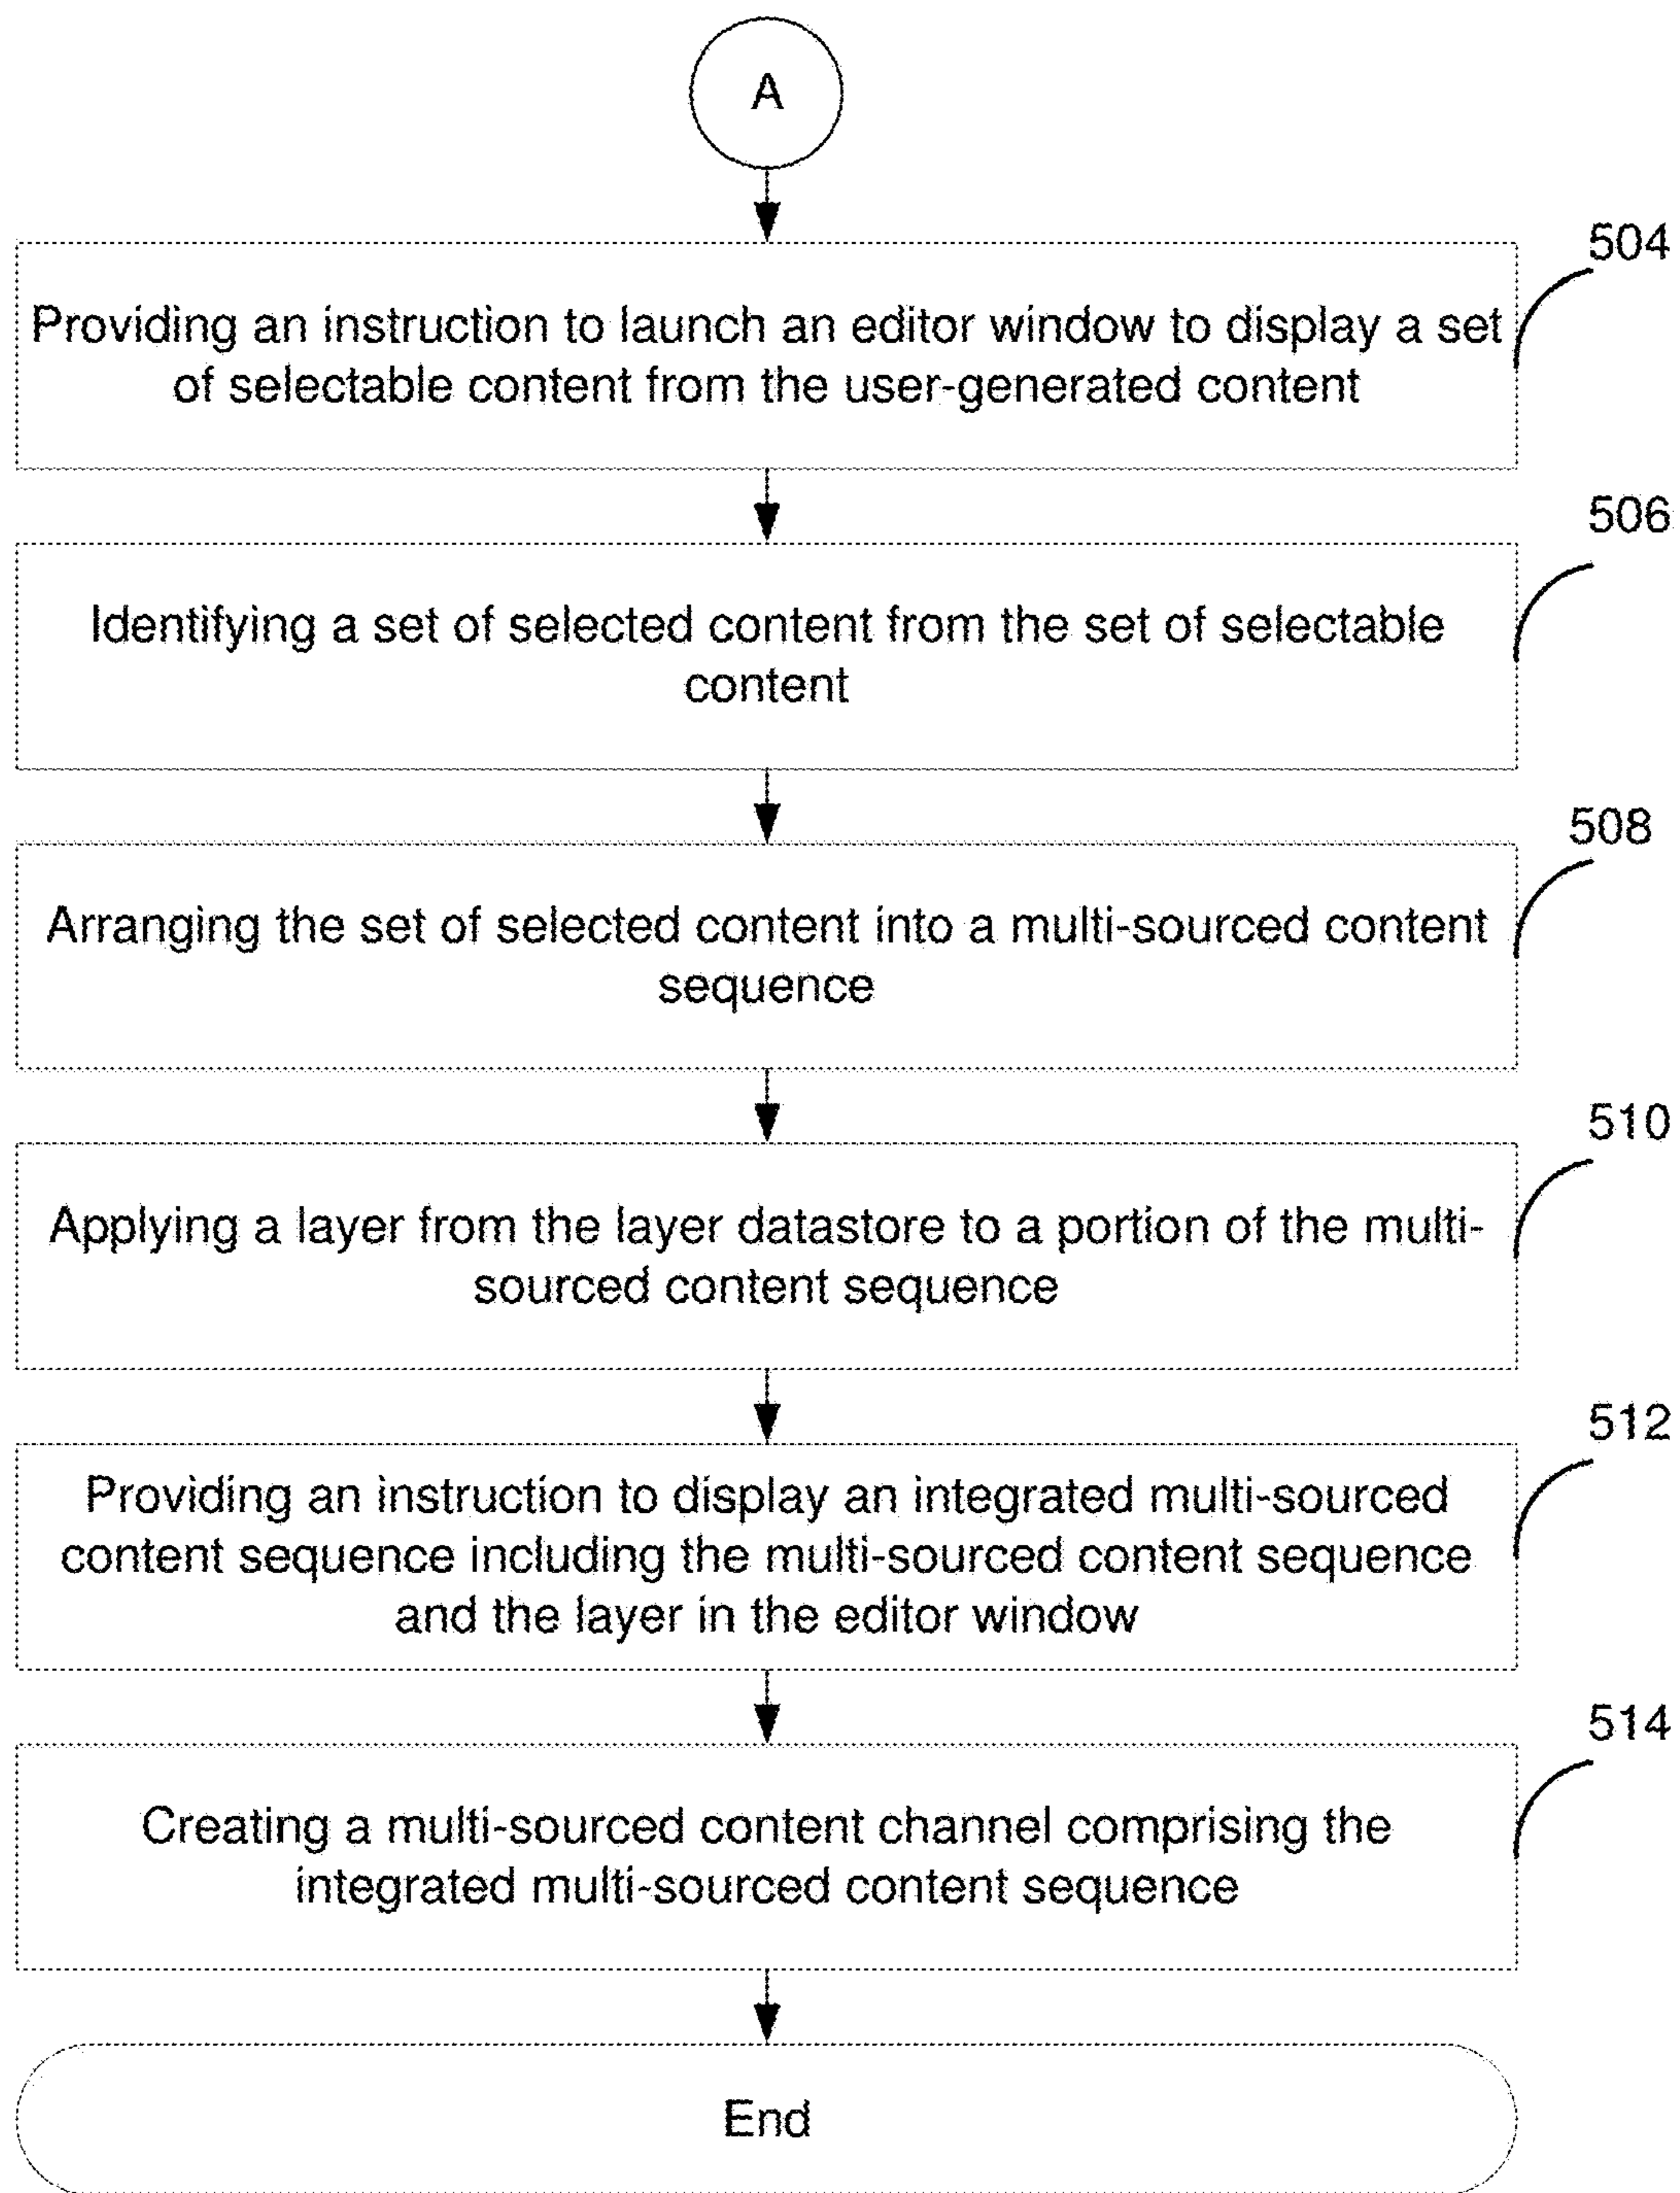 A
504
Providing an instruction to launch an editor window to display a set
of selectable content from the user-generated content
506
Identifying a set of selected content from the set of selectable
content
508
Arranging the set of selected content into a multi-sourced content
sequence
510
Applying a layer from the layer datastore to a portion of the multi-
sourced content sequence
512
Providing an instruction to display an integrated multi-sourced
content sequence including the multi-sourced content sequence
and the layer in the editor window
514
Creating a multi-sourced content channel comprising the
integrated multi-sourced content sequence
End